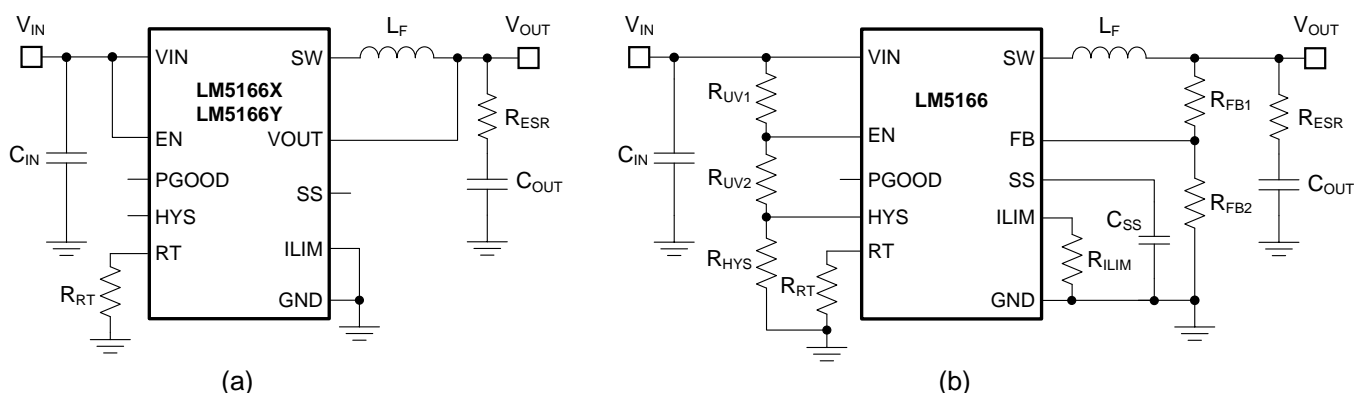 VIN
VIN
LM5166X
LM5166Y
SW
LF
VOUT
CIN
EN
VOUT
RESR
PGOOD
SS
COUT
HYS
RT
ILIM
RRT
GND
(a)
VIN
VIN
LM5166
SW
LF
VOUT
RUV1
RFB1
RESR
CIN
EN
FB
PGOOD
SS
COUT
RUV2
RFB2
HYS
ILIM
CSS
RHYS
RT
RILIM
RRT
GND
(b)